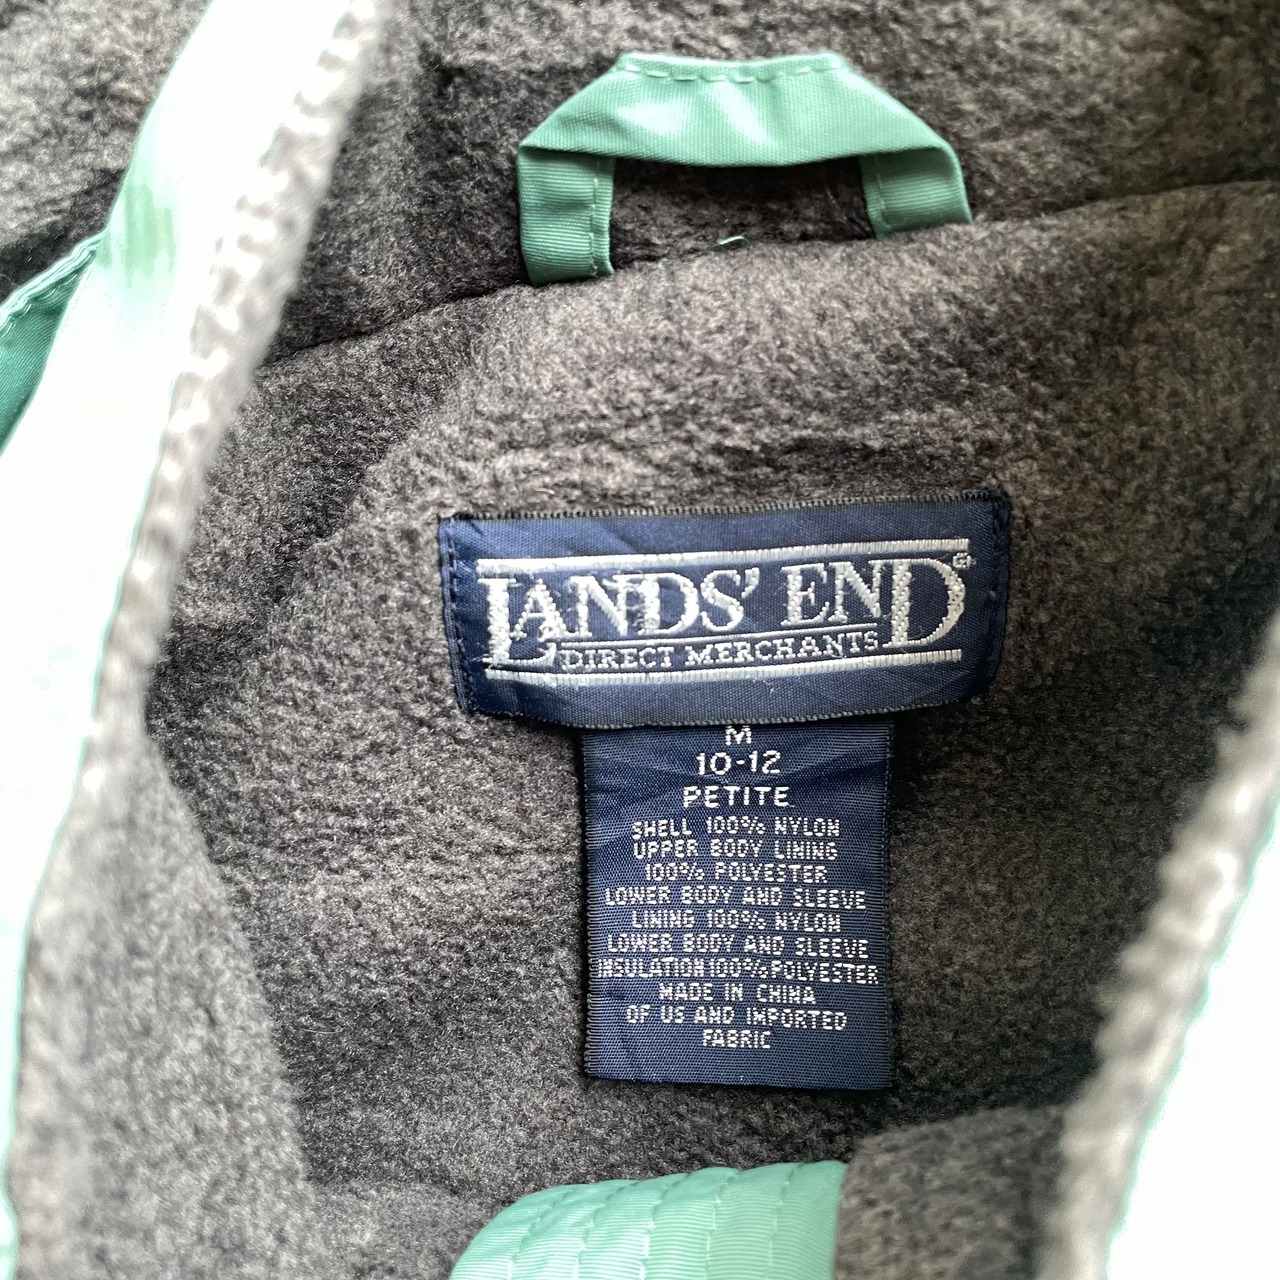 LANDS' END®
DIRECT MERCHANTS
M
10-12
PETITE
SHELL 100% NYLON
UPPER BODY LINING
100% POLYESTER
LOWER BODY AND SLEEVE
LINING 100% NYLON
LOWER BODY AND SLEEVE
INSULATION 100% POLYESTER
MADE IN CHINA
OF US AND IMPORTED
FABRIC